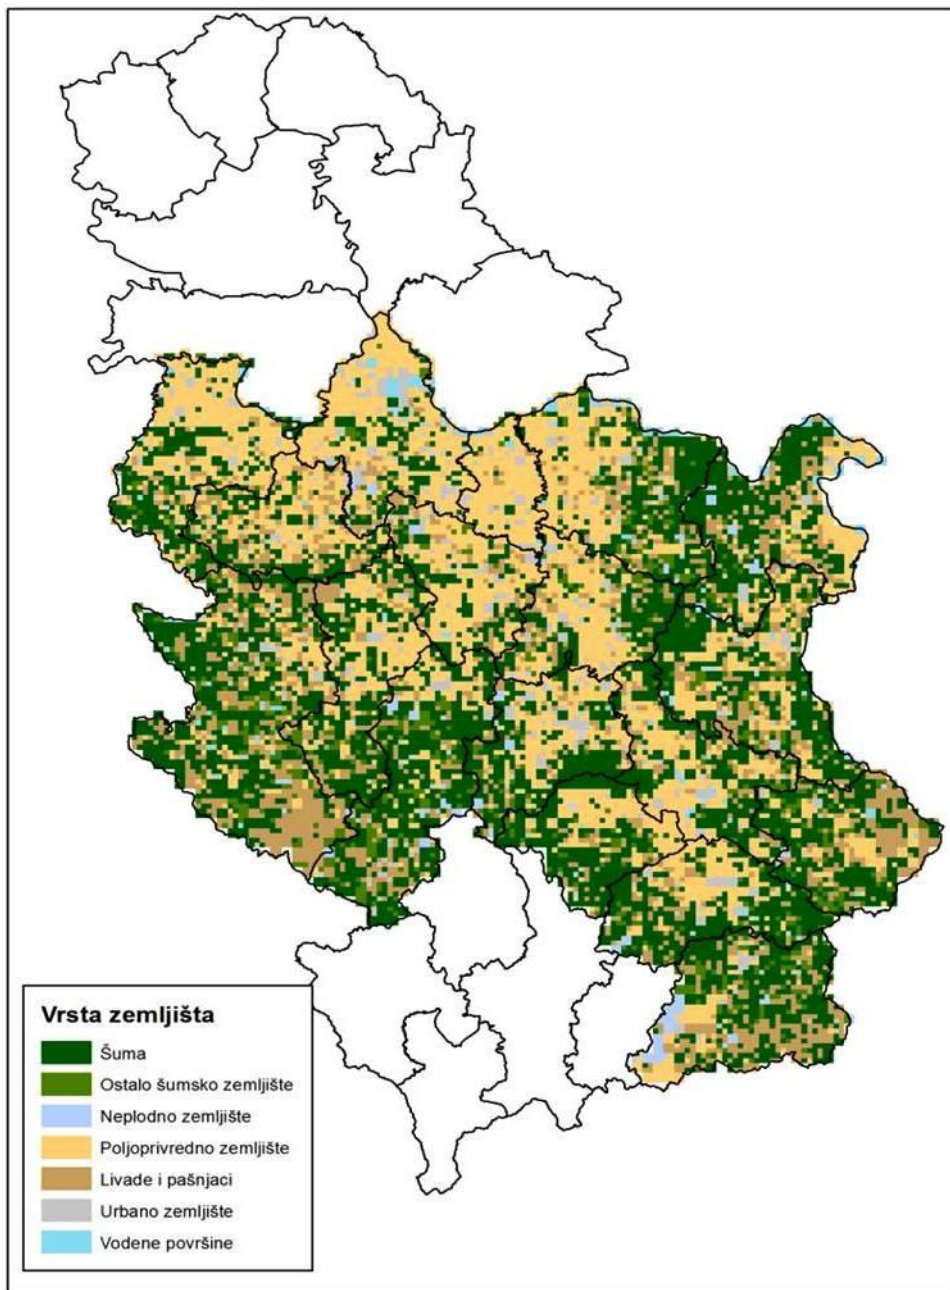 Vrsta zemljišta
Šuma
Ostalo šumsko zemljište
Neplodno zemljište
Poljoprivredno zemljište
Livade i pašnjaci
Urbano zemljište
Vodene površine